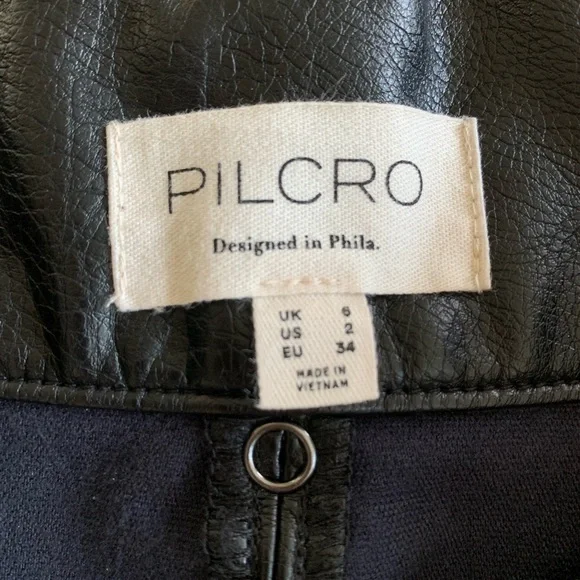 PILCRO
Designed in Phila.
UK 6
US 2
EU 34
MADE IN
VIETNAM